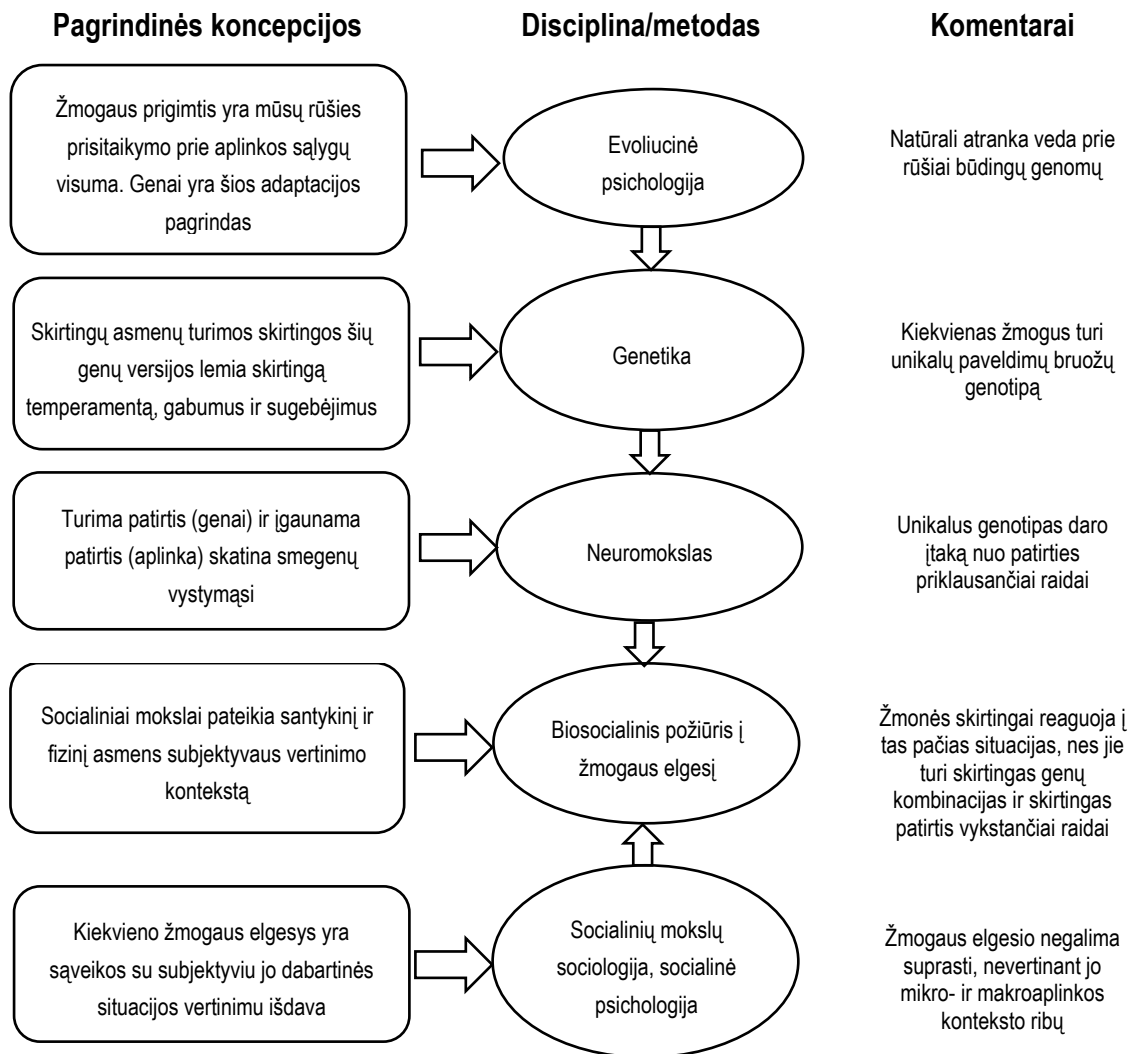 Pagrindinės koncepcijos
Disciplina/metodas
Komentarai
Žmogaus prigimtis yra mūsų rūšies
prisitaikymo prie aplinkos sąlygų
visuma. Genai yra šios adaptacijos
pagrindas
Evoliucinė
psichologija
Natūrali atranka veda prie
rūšiai būdingų genomų
Skirtingų asmenų turimos skirtingos šių
genų versijos lemia skirtingą
temperamentą, gabumus ir sugebėjimus
Genetika
Kiekvienas žmogus turi
unikalų paveldimų bruožų
genotipą
Turima patirtis (genai) ir įgaunama
patirtis (aplinka) skatina smegenų
vystymąsi
Neuromokslas
Unikalus genotipas daro
įtaką nuo patirties
priklausančiai raidai
Socialiniai mokslai pateikia santykinį ir
fizinį asmens subjektyvaus vertinimo
kontekstą
Biosocialinis požiūris į
žmogaus elgesį
Žmonės skirtingai reaguoja į
tas pačias situacijas, nes jie
turi skirtingas genų
kombinacijas ir skirtingas
patirtis vykstančiai raidai
Kiekvieno žmogaus elgesys yra
sąveikos su subjektyviu jo dabartinės
situacijos vertinimu išdava
Socialinių mokslų
sociologija, socialinė
psichologija
Žmogaus elgesio negalima
suprasti, nevertinant jo
mikro- ir makroaplinkos
konteksto ribų